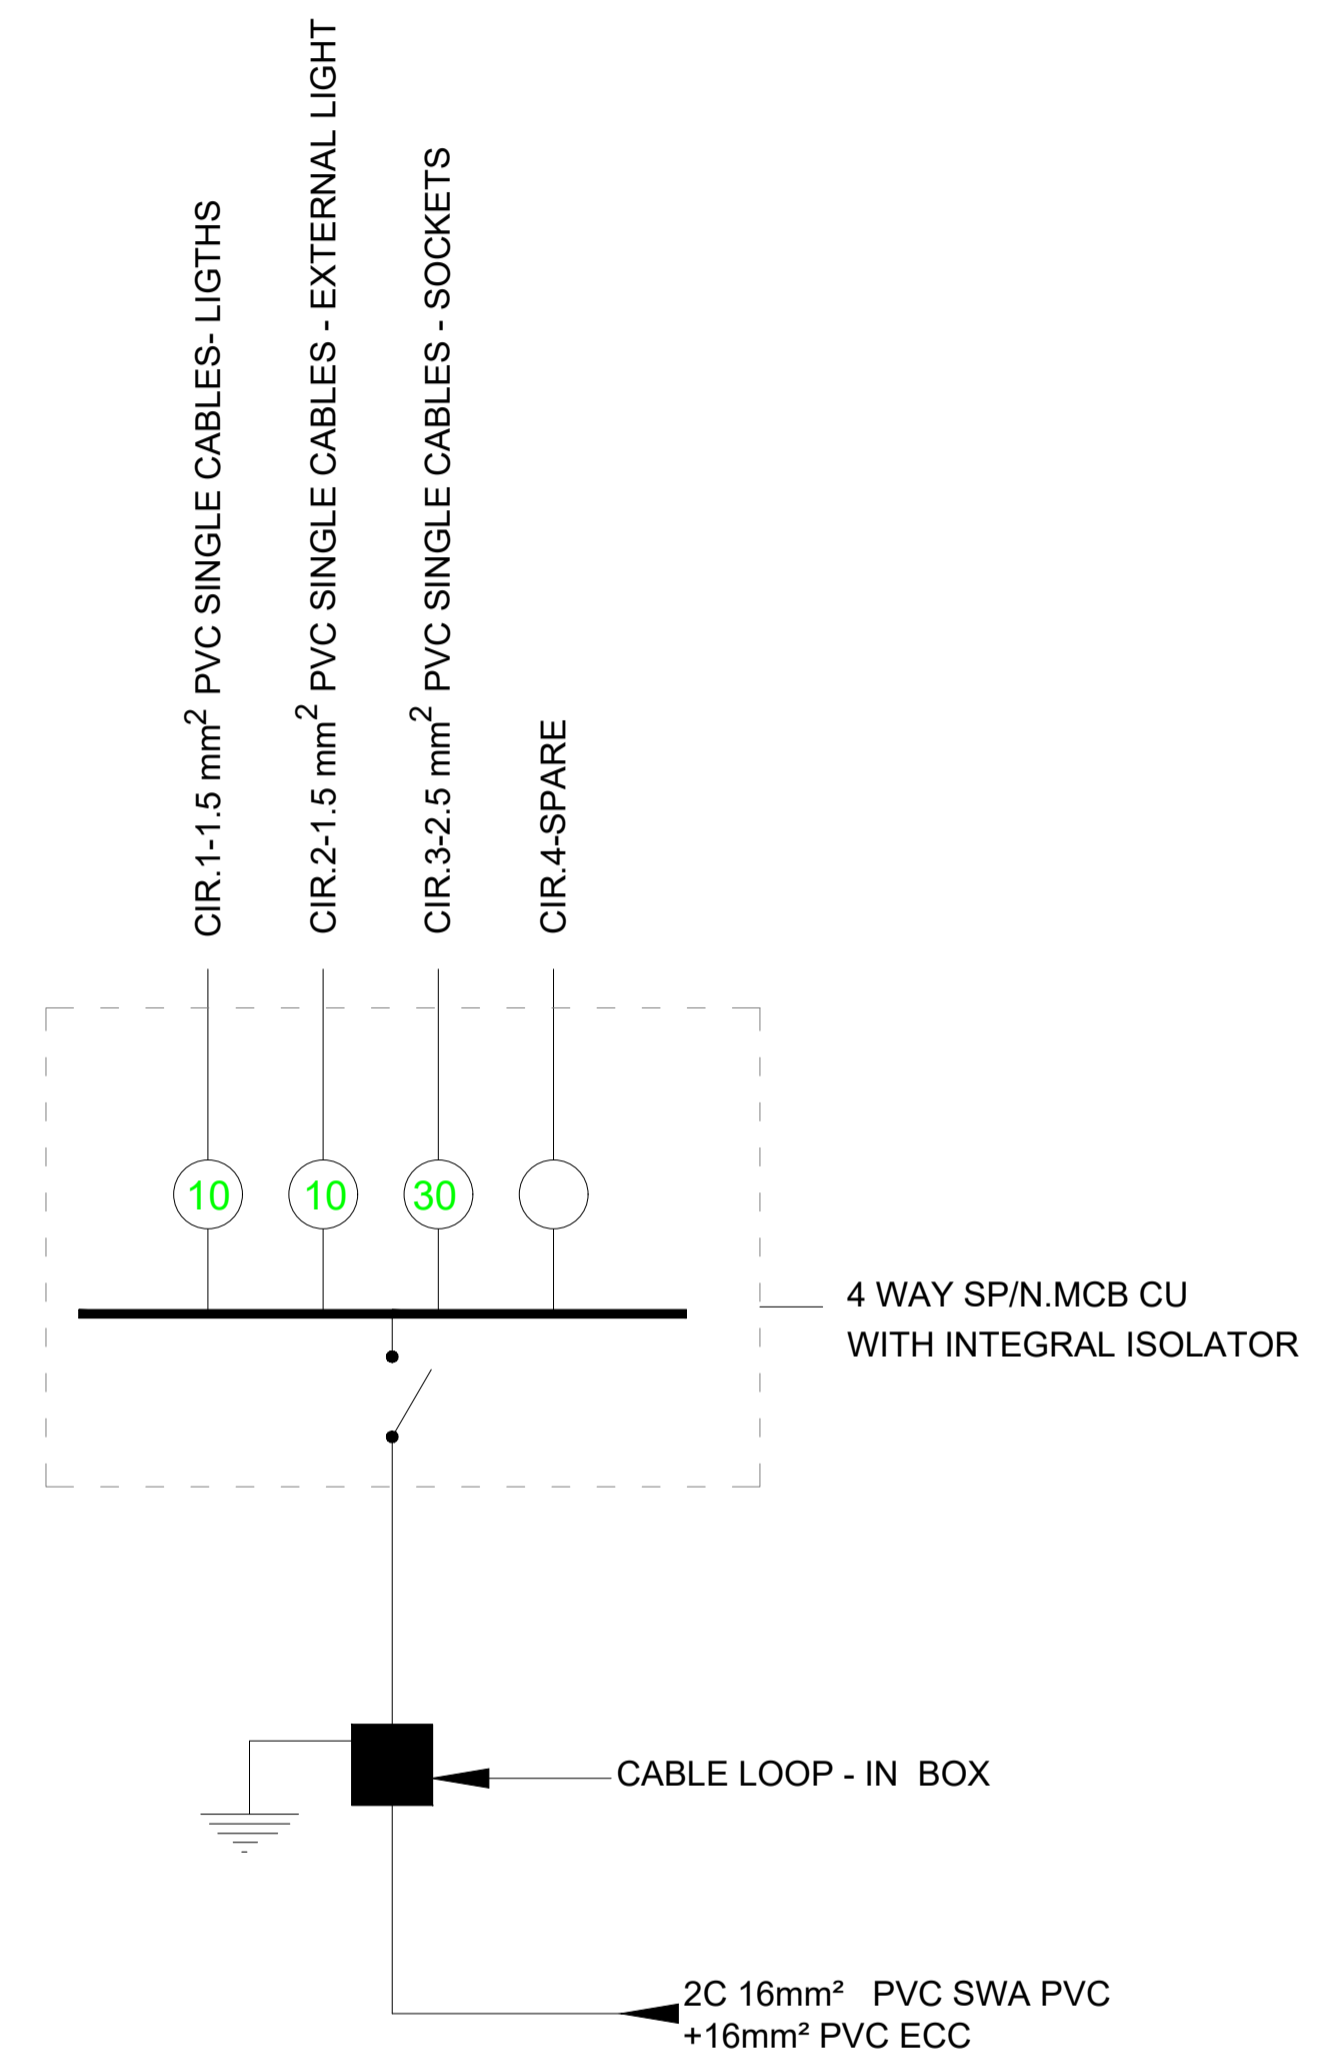 CIR.1-1.5 mm² PVC SINGLE CABLES- LIGTHS
CIR.2-1.5 mm² PVC SINGLE CABLES - EXTERNAL LIGHT
CIR.3-2.5 mm² PVC SINGLE CABLES - SOCKETS
CIR.4-SPARE
10
10
30
4 WAY SP/N.MCB CU
WITH INTEGRAL ISOLATOR
CABLE LOOP - IN BOX
2C 16mm² PVC SWA PVC
+16mm² PVC ECC